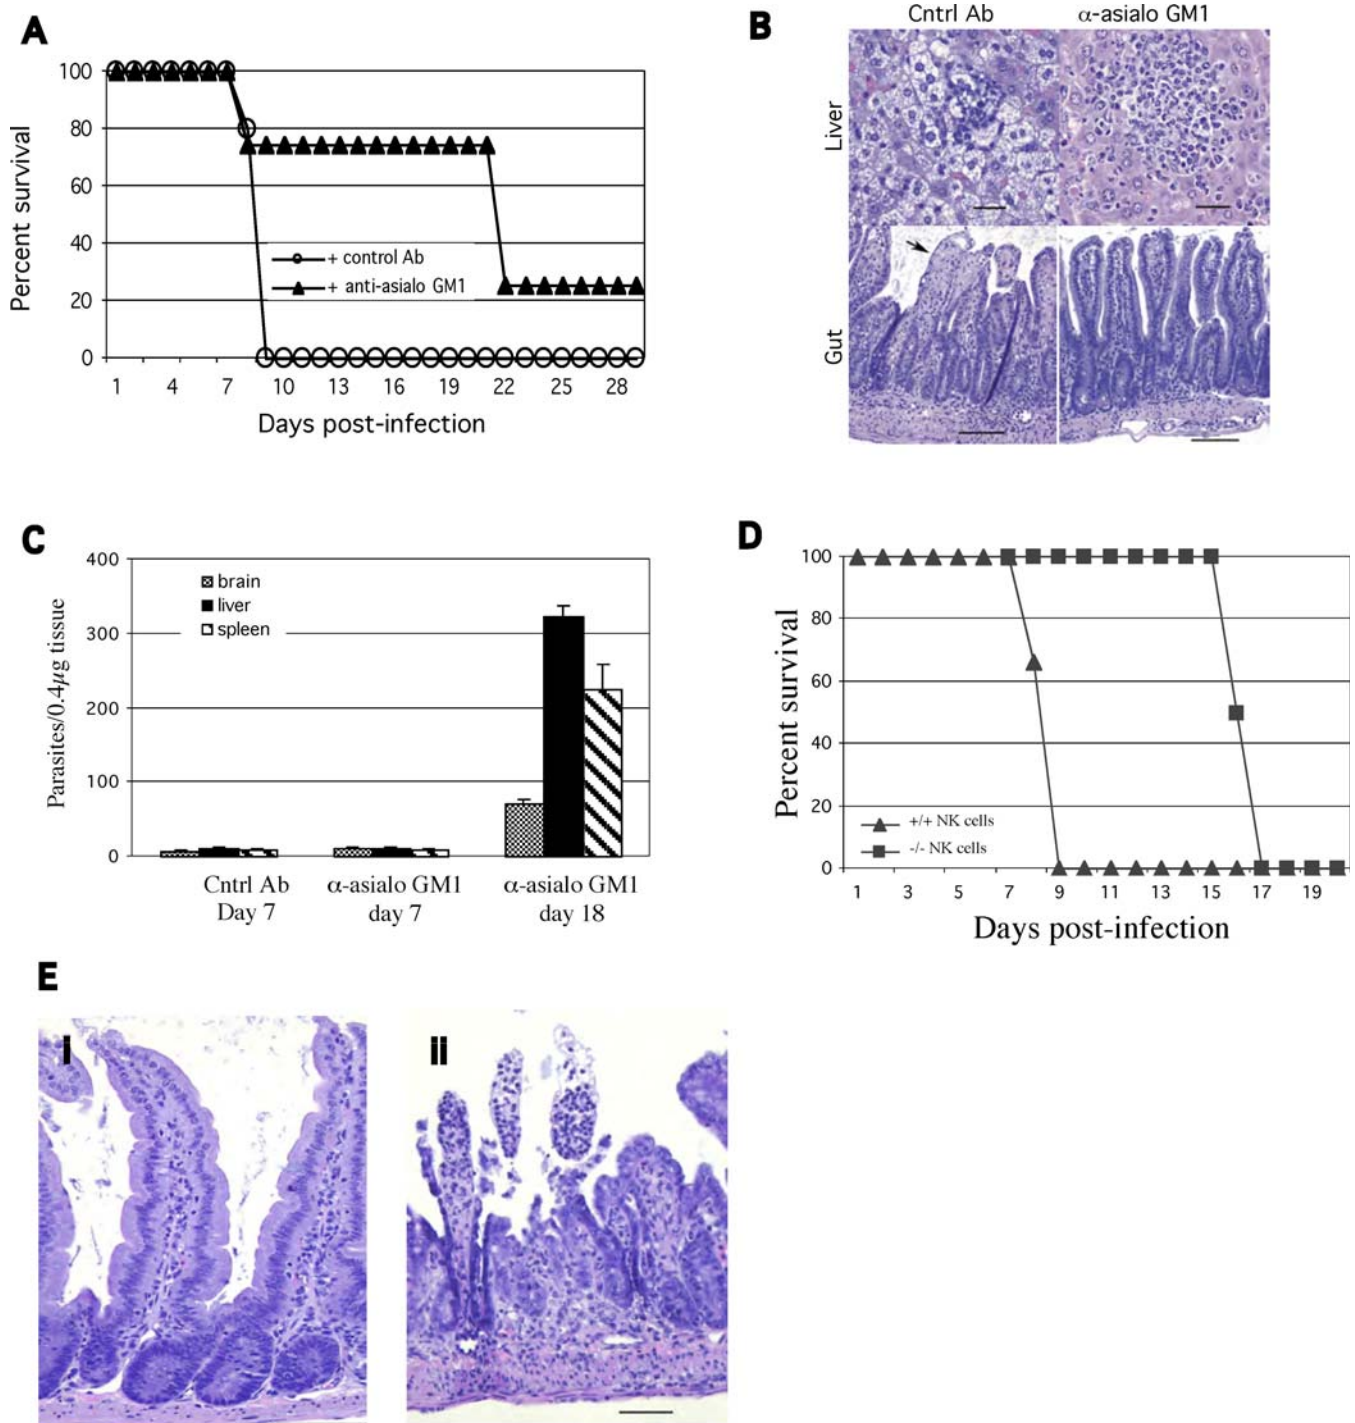 A
100
80
60
40
20
0
Percent survival
+ control Ab
+ anti-asialo GM1
1 4 7 10 13 16 19 22 25 28
Days post-infection
B
Cntrl Ab α-asialo GM1
Liver
Gut
C
400
300
200
100
0
Parasites/0.4μg tissue
brain
liver
spleen
Cntrl Ab α-asialo GM1 α-asialo GM1
Day 7 day 7 day 18
D
100
80
60
40
20
0
Percent survival
+/+ NK cells
-/- NK cells
1 3 5 7 9 11 13 15 17 19
Days post-infection
E
i ii